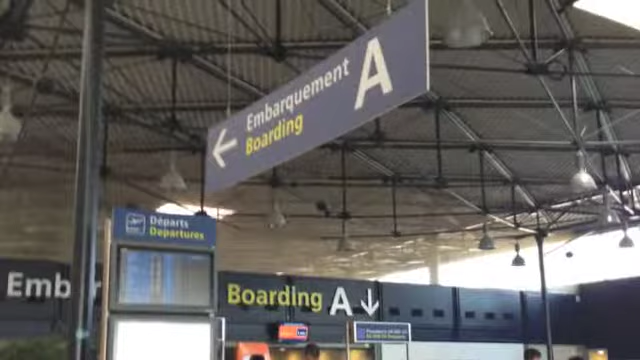 Embarquement
Boarding
A
Départs
Departures
Emb
Boarding A